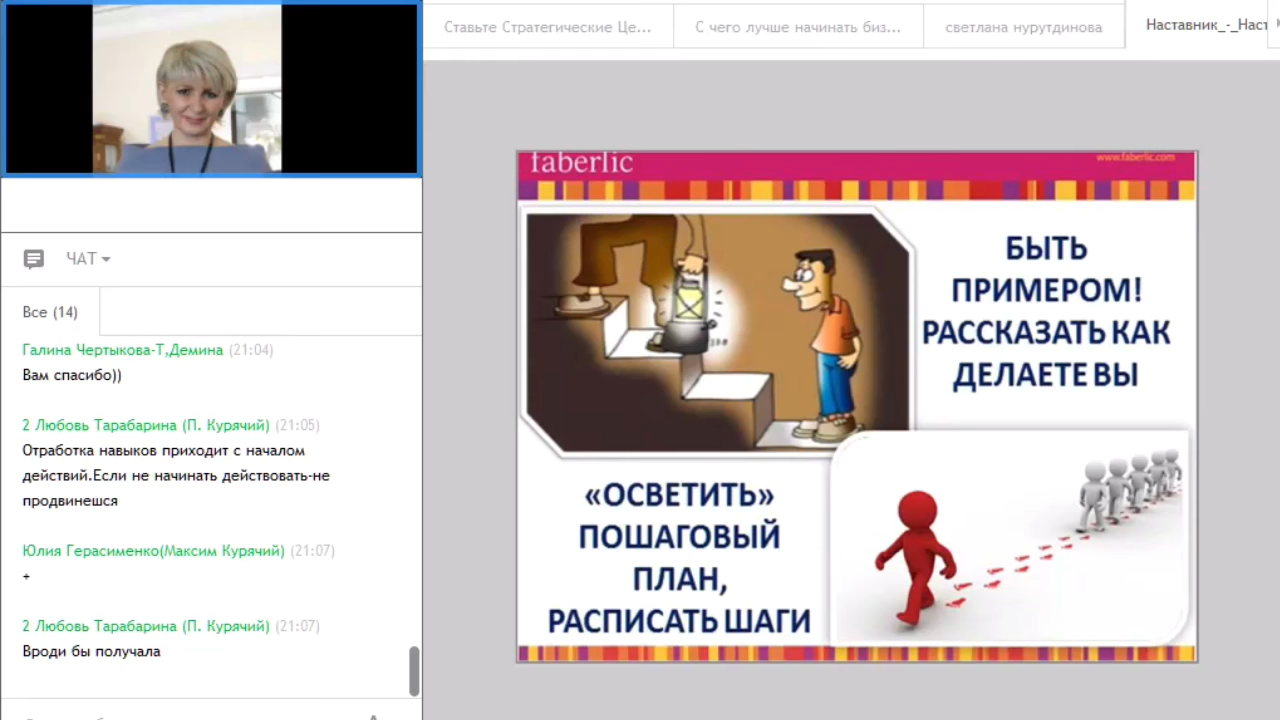 Ставьте Стратегические Це...
С чего лучше начинать биз...
светлана нурутдинова
Наставник_-_Наст
ЧАТ
Все (14)
Галина Чертыкова-Т,Демина (21:04)
Вам спасибо))
2 Любовь Тарабарина (П. Курячий) (21:05)
Отработка навыков приходит с началом
действий.Если не начинать действовать-не
продвинешся
Юлия Герасименко(Максим Курячий) (21:07)
+
2 Любовь Тарабарина (П. Курячий) (21:07)
Вроди бы получала
faberlic
www.faberlic.com
БЫТЬ
ПРИМЕРОМ!
РАССКАЗАТЬ КАК
ДЕЛАЕТЕ ВЫ
«ОСВЕТИТЬ»
ПОШАГОВЫЙ
ПЛАН,
РАСПИСАТЬ ШАГИ